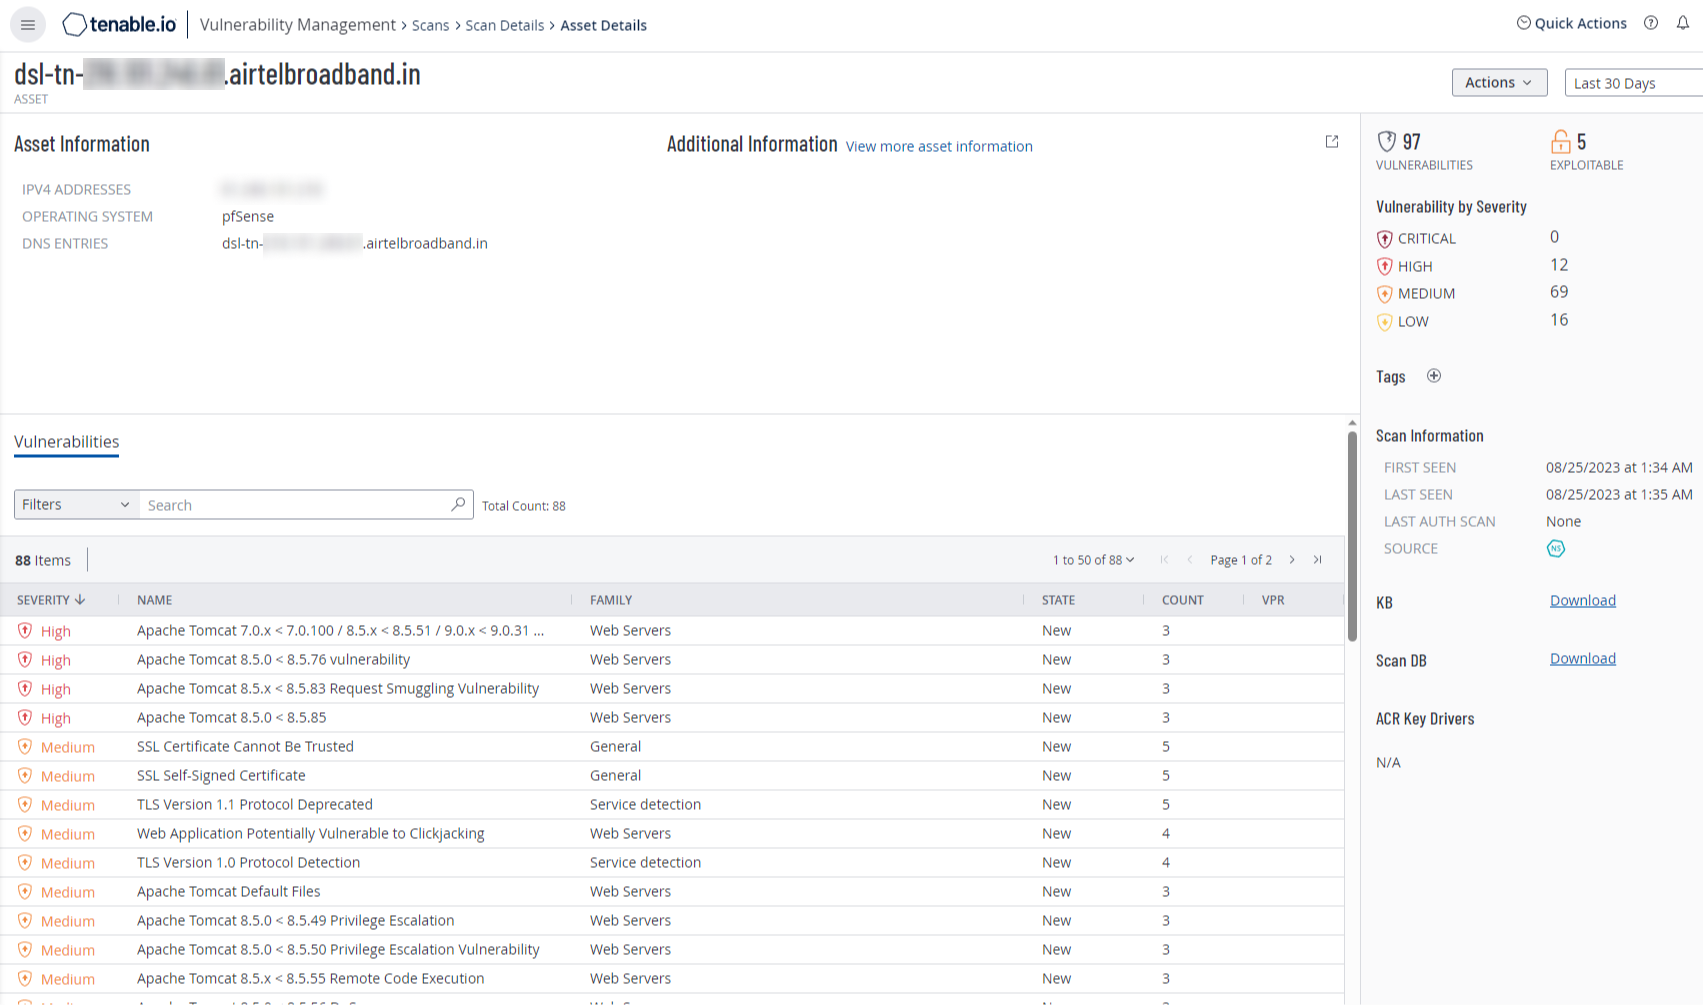 tenable.io Vulnerability Management > Scans > Scan Details > Asset Details Quick Actions
dsl-tn- .airtelbroadband.in
ASSET
Actions Last 30 Days
Asset Information
IPV4 ADDRESSES
OPERATING SYSTEM pfSense
DNS ENTRIES dsl-tn- .airtelbroadband.in
Additional Information View more asset information
97 VULNERABILITIES
5 EXPLOITABLE
Vulnerability by Severity
CRITICAL 0
HIGH 12
MEDIUM 69
LOW 16
Tags
Scan Information
FIRST SEEN 08/25/2023 at 1:34 AM
LAST SEEN 08/25/2023 at 1:35 AM
LAST AUTH SCAN None
SOURCE NS
KB Download
Scan DB Download
ACR Key Drivers
N/A
Vulnerabilities
Filters Search Total Count: 88
88 Items 1 to 50 of 88 Page 1 of 2
SEVERITY NAME FAMILY STATE COUNT VPR
High Apache Tomcat 7.0.x < 7.0.100 / 8.5.x < 8.5.51 / 9.0.x < 9.0.31 ... Web Servers New 3
High Apache Tomcat 8.5.0 < 8.5.76 vulnerability Web Servers New 3
High Apache Tomcat 8.5.x < 8.5.83 Request Smuggling Vulnerability Web Servers New 3
High Apache Tomcat 8.5.0 < 8.5.85 Web Servers New 3
Medium SSL Certificate Cannot Be Trusted General New 5
Medium SSL Self-Signed Certificate General New 5
Medium TLS Version 1.1 Protocol Deprecated Service detection New 5
Medium Web Application Potentially Vulnerable to Clickjacking Web Servers New 4
Medium TLS Version 1.0 Protocol Detection Service detection New 4
Medium Apache Tomcat Default Files Web Servers New 3
Medium Apache Tomcat 8.5.0 < 8.5.49 Privilege Escalation Web Servers New 3
Medium Apache Tomcat 8.5.0 < 8.5.50 Privilege Escalation Vulnerability Web Servers New 3
Medium Apache Tomcat 8.5.x < 8.5.55 Remote Code Execution Web Servers New 3